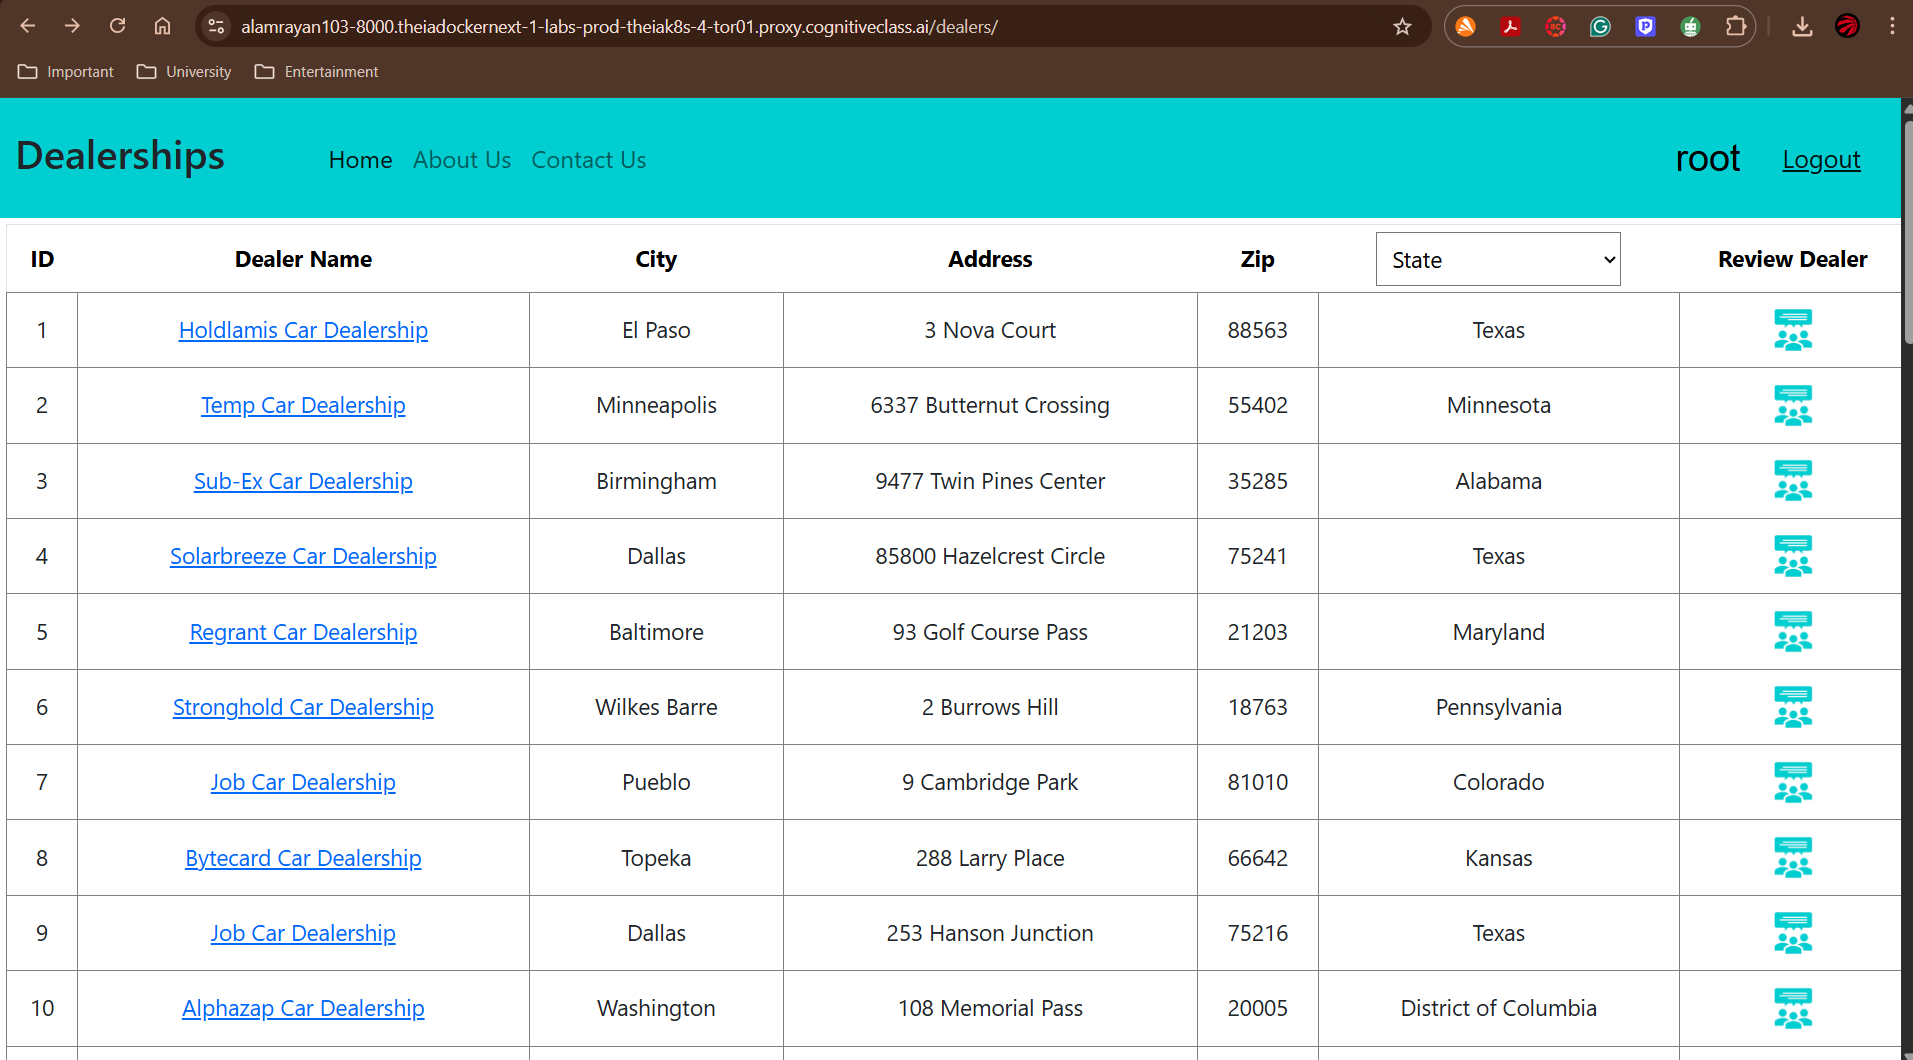 alamrayan103-8000.theiadockernext-1-labs-prod-theiak8s-4-tor01.proxy.cognitiveclass.ai/dealers/
Important University Entertainment
Dealerships Home About Us Contact Us root Logout
ID Dealer Name City Address Zip State Review Dealer
1 Holdlamis Car Dealership El Paso 3 Nova Court 88563 Texas
2 Temp Car Dealership Minneapolis 6337 Butternut Crossing 55402 Minnesota
3 Sub-Ex Car Dealership Birmingham 9477 Twin Pines Center 35285 Alabama
4 Solarbreeze Car Dealership Dallas 85800 Hazelcrest Circle 75241 Texas
5 Regrant Car Dealership Baltimore 93 Golf Course Pass 21203 Maryland
6 Stronghold Car Dealership Wilkes Barre 2 Burrows Hill 18763 Pennsylvania
7 Job Car Dealership Pueblo 9 Cambridge Park 81010 Colorado
8 Bytecard Car Dealership Topeka 288 Larry Place 66642 Kansas
9 Job Car Dealership Dallas 253 Hanson Junction 75216 Texas
10 Alphazap Car Dealership Washington 108 Memorial Pass 20005 District of Columbia